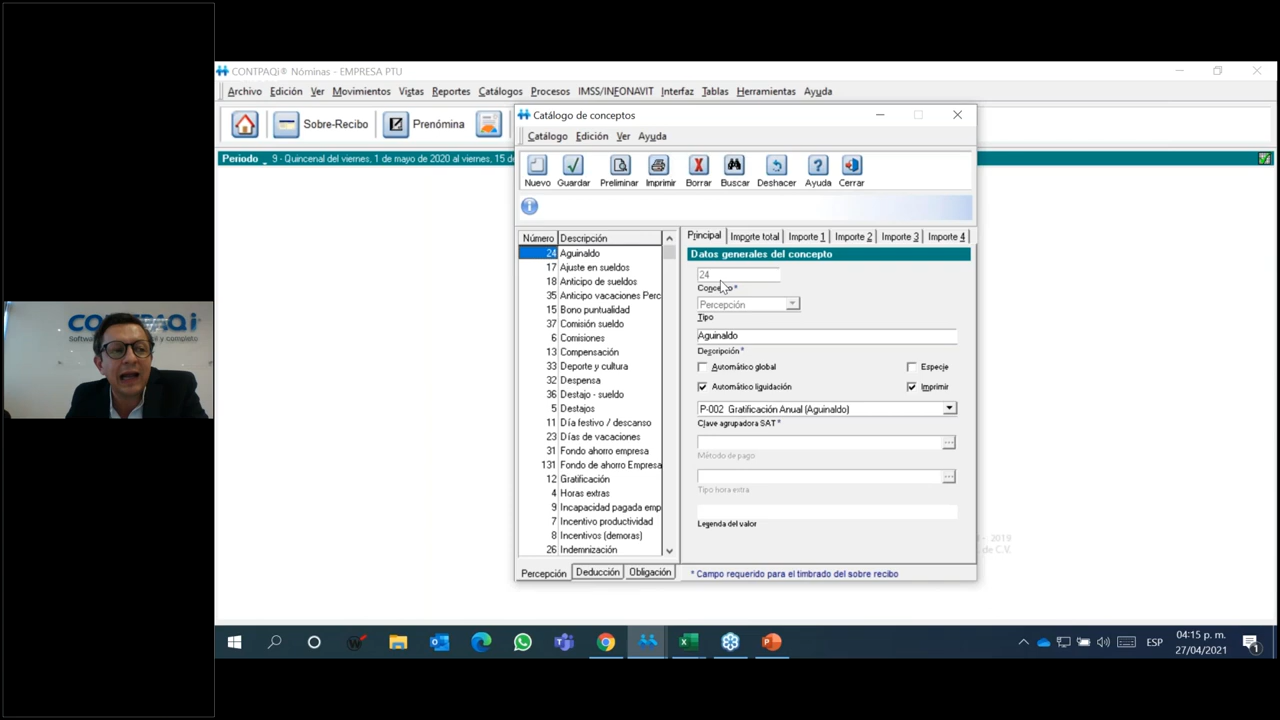 CONTPAQi® Nóminas - EMPRESA PTU
Archivo Edición Ver Movimientos Vistas Reportes Catálogos Procesos IMSS/INFONAVIT Interfaz Tablas Herramientas Ayuda
Sobre-Recibo Prenómina
Periodo _ 9 - Quincenal del viernes, 1 de mayo de 2020 al viernes, 15 de
Catálogo de conceptos
Catálogo Edición Ver Ayuda
Nuevo Guardar Preliminar Imprimir Borrar Buscar Deshacer Ayuda Cerrar
Número Descripción
24 Aguinaldo
17 Ajuste en sueldos
18 Anticipo de sueldos
35 Anticipo vacaciones Perc
15 Bono puntualidad
37 Comisión sueldo
6 Comisiones
13 Compensación
33 Deporte y cultura
32 Despensa
36 Destajo - sueldo
5 Destajos
11 Día festivo / descanso
23 Días de vacaciones
31 Fondo ahorro empresa
131 Fondo de ahorro Empresa
12 Gratificación
4 Horas extras
9 Incapacidad pagada emp
7 Incentivo productividad
8 Incentivos (demoras)
26 Indemnización
Percepción Deducción Obligación
Principal Importe total Importe 1 Importe 2 Importe 3 Importe 4
Datos generales del concepto
24
Concepto *
Percepción
Tipo
Aguinaldo
Descripción *
Automático global Especie
Automático liquidación Imprimir
P-002 Gratificación Anual (Aguinaldo)
Clave agrupadora SAT *
Método de pago
Tipo hora extra
Legenda del valor
* Campo requerido para el timbrado del sobre recibo
- 2019
de C.V.
CONTPAQi
ESP
04:15 p. m.
27/04/2021
1